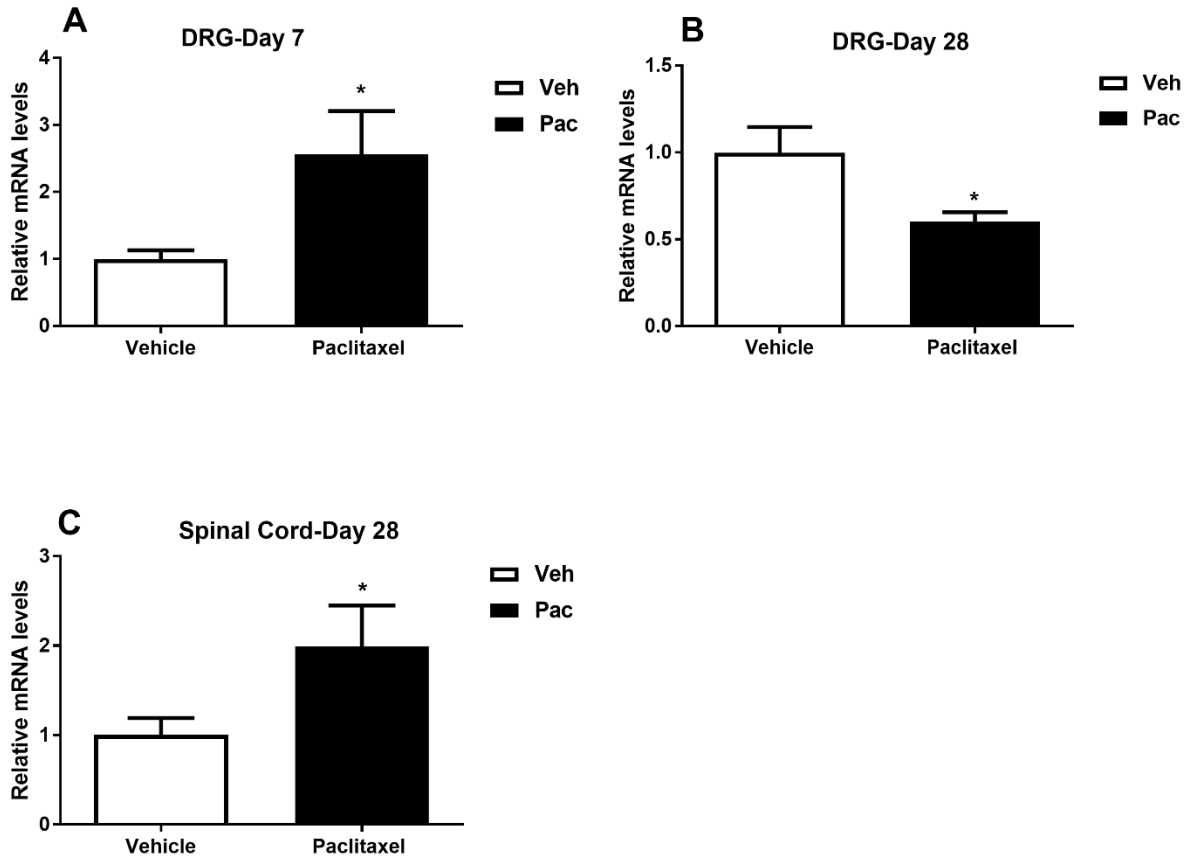 A
DRG-Day 7
Relative mRNA levels
4
3
2
1
0
*
Vehicle
Paclitaxel
Veh
Pac
B
DRG-Day 28
Relative mRNA levels
1.5
1.0
0.5
0.0
*
Vehicle
Paclitaxel
Veh
Pac
C
Spinal Cord-Day 28
Relative mRNA levels
3
2
1
0
*
Vehicle
Paclitaxel
Veh
Pac